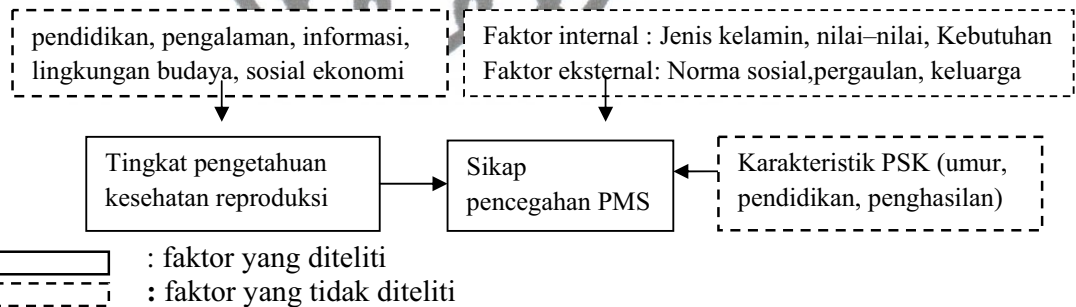 pendidikan, pengalaman, informasi,
lingkungan budaya, sosial ekonomi
Faktor internal : Jenis kelamin, nilai–nilai, Kebutuhan
Faktor eksternal: Norma sosial,pergaulan, keluarga
Tingkat pengetahuan
kesehatan reproduksi
Sikap
pencegahan PMS
Karakteristik PSK (umur,
pendidikan, penghasilan)
: faktor yang diteliti
: faktor yang tidak diteliti